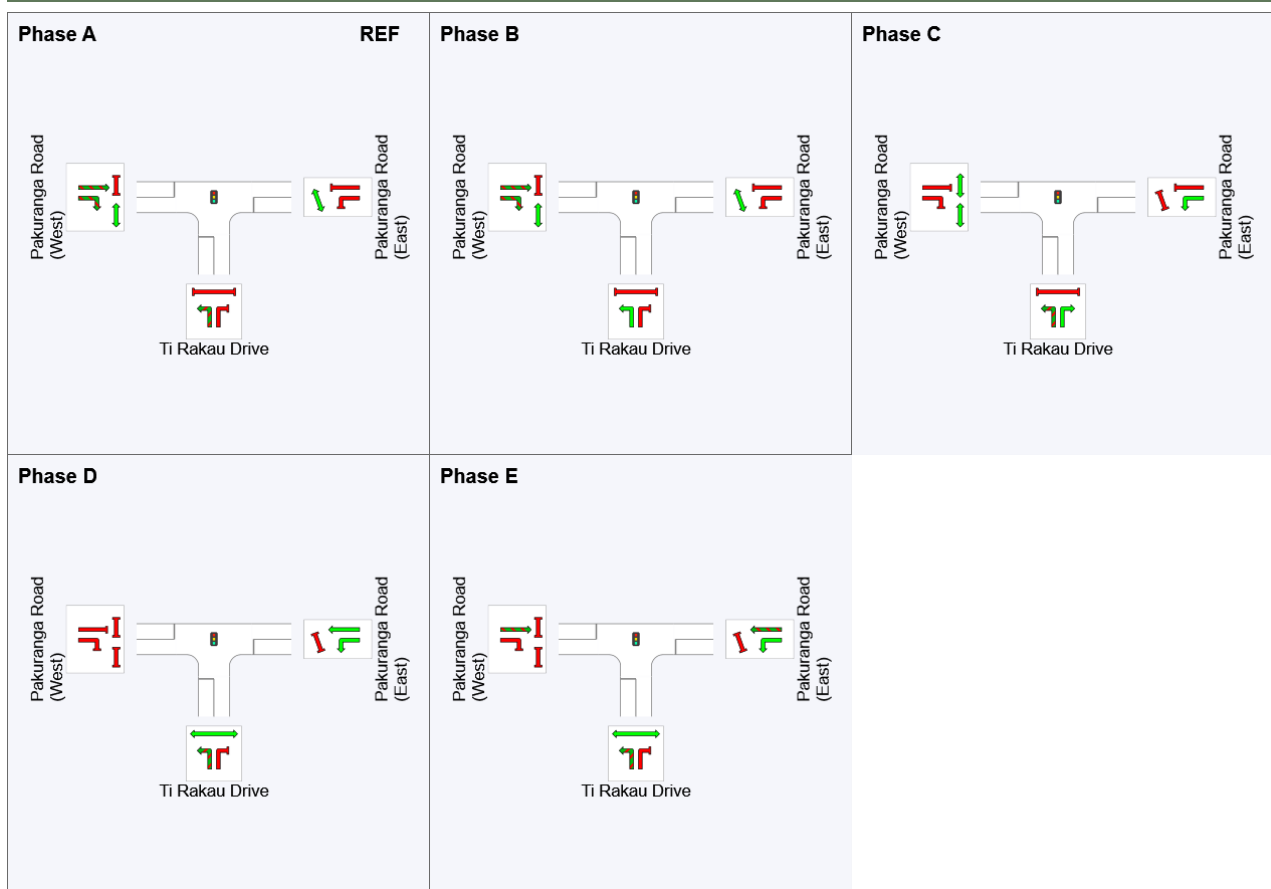 Phase A
REF
Pakuranga Road
(West)
Pakuranga Road
(East)
Ti Rakau Drive
Phase B
Pakuranga Road
(West)
Pakuranga Road
(East)
Ti Rakau Drive
Phase C
Pakuranga Road
(West)
Pakuranga Road
(East)
Ti Rakau Drive
Phase D
Pakuranga Road
(West)
Pakuranga Road
(East)
Ti Rakau Drive
Phase E
Pakuranga Road
(West)
Pakuranga Road
(East)
Ti Rakau Drive